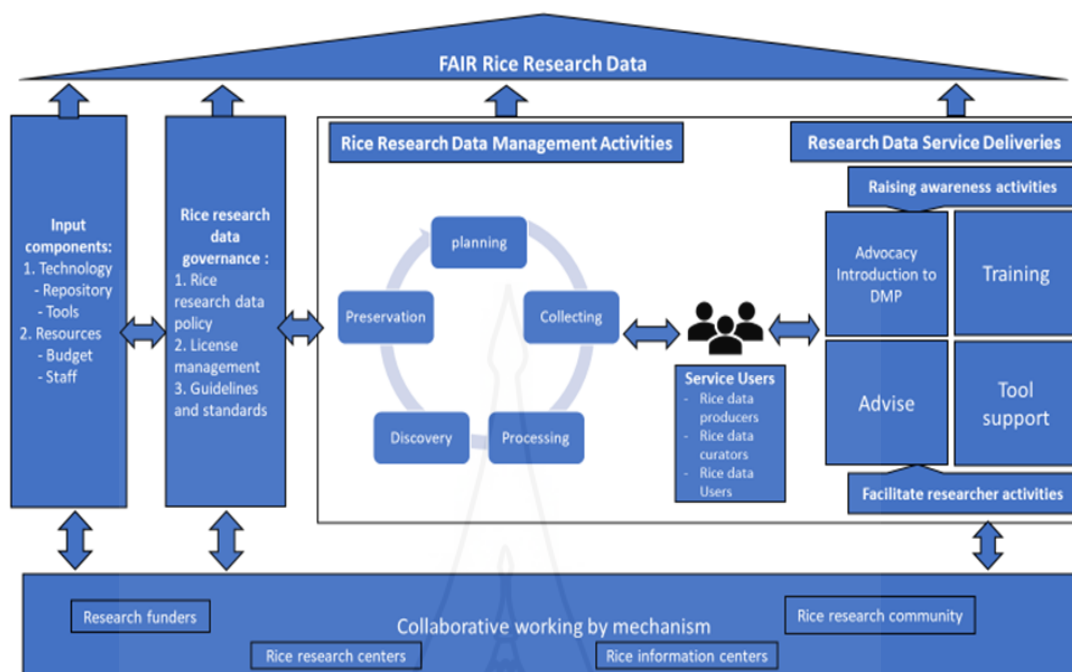 FAIR Rice Research Data
Input
components:
1. Technology
- Repository
- Tools
2. Resources
- Budget
- Staff
Rice research
data
governance :
1. Rice
research data
policy
2. License
management
3. Guidelines
and standards
Rice Research Data Management Activities
planning
Collecting
Processing
Discovery
Preservation
Service Users
- Rice data
producers
- Rice data
curators
- Rice data
Users
Research Data Service Deliveries
Raising awareness activities
Advocacy
Introduction to
DMP
Training
Advise
Tool
support
Facilitate researcher activities
Research funders
Rice research community
Collaborative working by mechanism
Rice research centers
Rice information centers